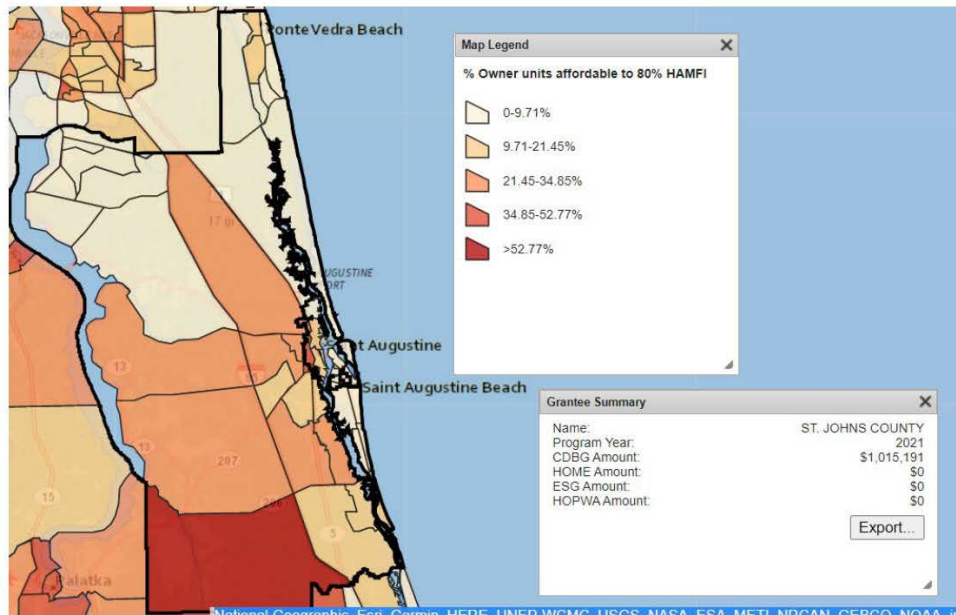 Ponte Vedra Beach
Map Legend
% Owner units affordable to 80% HAMFI
0-9.71%
9.71-21.45%
21.45-34.85%
34.85-52.77%
>52.77%
17 m
AUGUSTINE
ORT
t Augustine
13
Saint Augustine Beach
Grantee Summary
Name: ST. JOHNS COUNTY
Program Year: 2021
CDBG Amount: $1,015,191
HOME Amount: $0
ESG Amount: $0
HOPWA Amount: $0
Export...
13
207
15
206
5
Palatka
National Geographic, Esri, Garmin, HERE, UNEP-WCMC, USGS, NASA, ESA, METI, NRCAN, GEBCO, NOAA, i